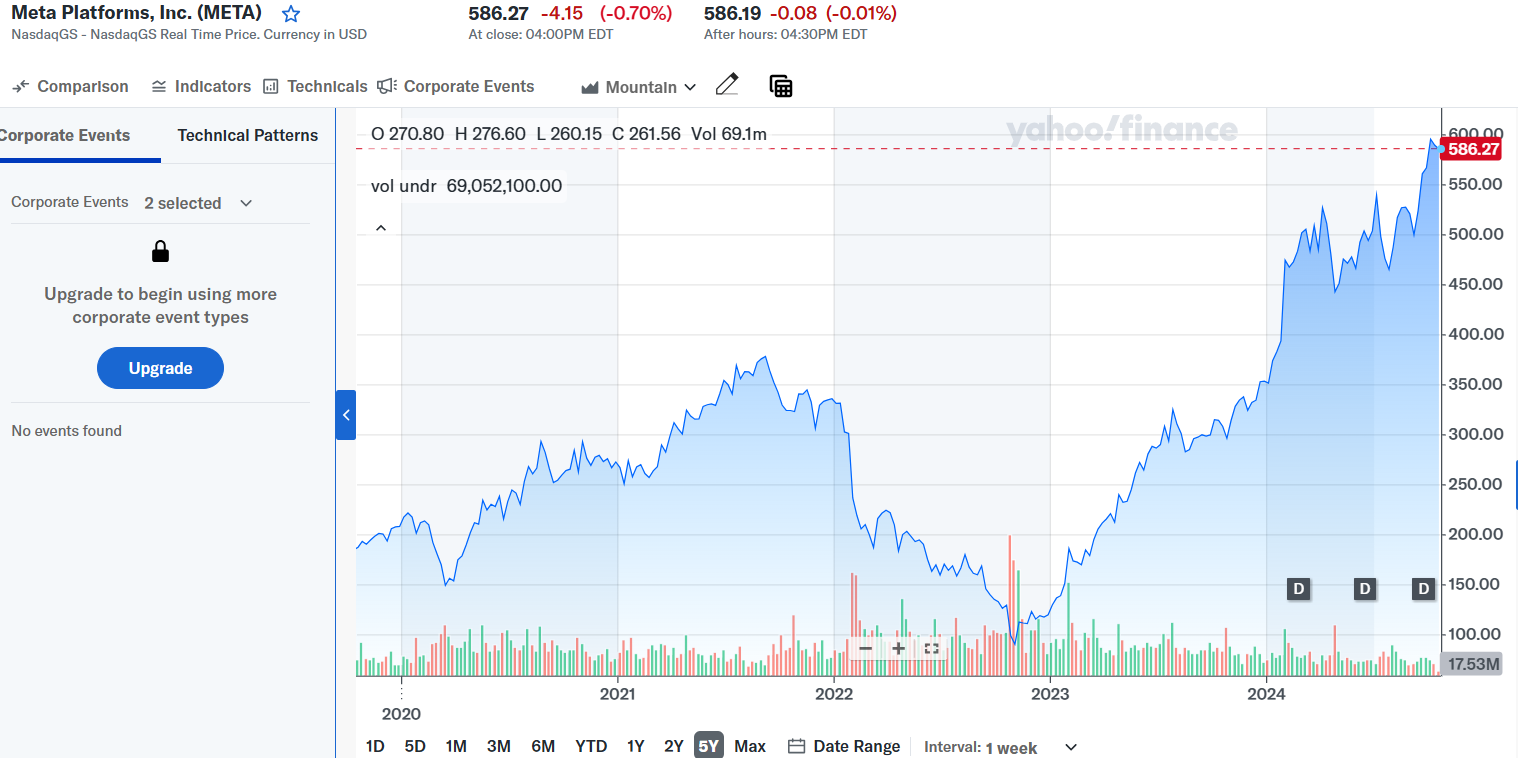 Meta Platforms, Inc. (META)
586.27 -4.15 (-0.70%) 586.19 -0.08 (-0.01%)
NasdaqGS - NasdaqGS Real Time Price. Currency in USD
At close: 04:00PM EDT After hours: 04:30PM EDT
Comparison Indicators Technicals Corporate Events Mountain
Corporate Events Technical Patterns
Corporate Events 2 selected
Upgrade to begin using more
corporate event types
Upgrade
No events found
O 270.80 H 276.60 L 260.15 C 261.56 Vol 69.1m
yahoo!finance
vol undr 69,052,100.00
600.00
586.27
550.00
500.00
450.00
400.00
350.00
300.00
250.00
200.00
150.00
100.00
17.53M
D D D
2020 2021 2022 2023 2024
1D 5D 1M 3M 6M YTD 1Y 2Y 5Y Max Date Range Interval: 1 week